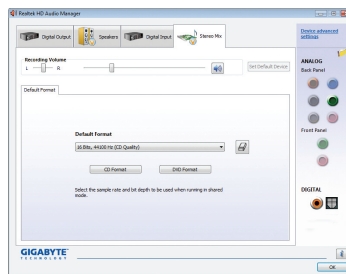 Realtek HD Audio Manager
Digital Output
Speakers
Digital Input
Stereo Mix
Device advanced settings
Recording Volume
L
R
Set Default Device
ANALOG
Back Panel
Default Format
Default Format
16 Bits, 44100 Hz (CD Quality)
CD Format
DVD Format
Select the sample rate and bit depth to be used when running in shared
mode.
Front Panel
DIGITAL
GIGABYTE™
TECHNOLOGY
OK